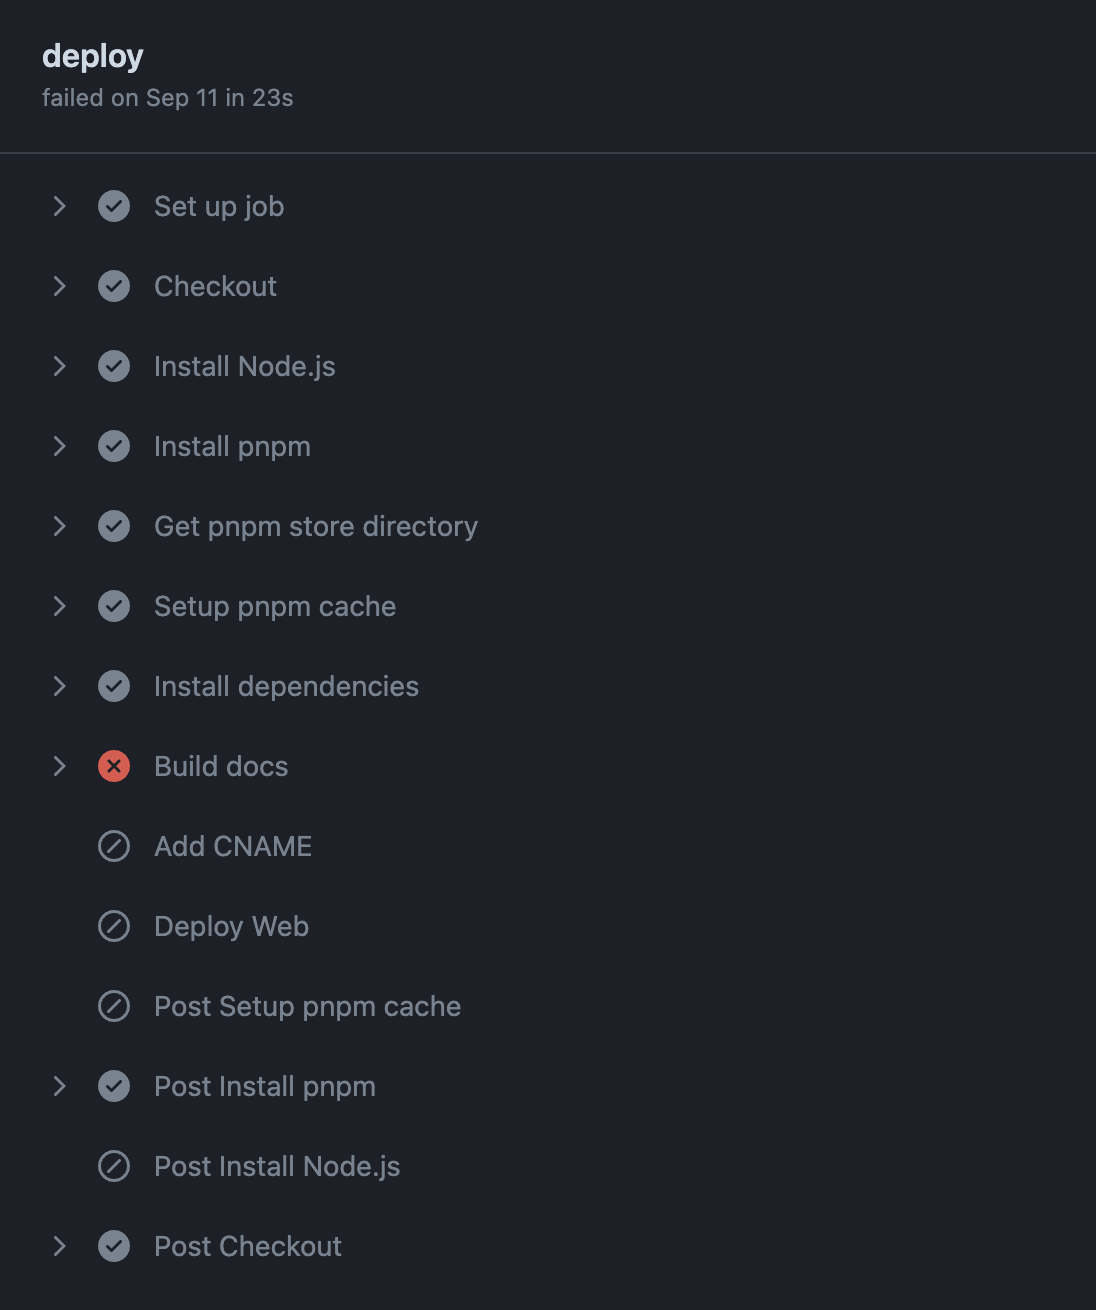 deploy
failed on Sep 11 in 23s
Set up job
Checkout
Install Node.js
Install pnpm
Get pnpm store directory
Setup pnpm cache
Install dependencies
Build docs
Add CNAME
Deploy Web
Post Setup pnpm cache
Post Install pnpm
Post Install Node.js
Post Checkout